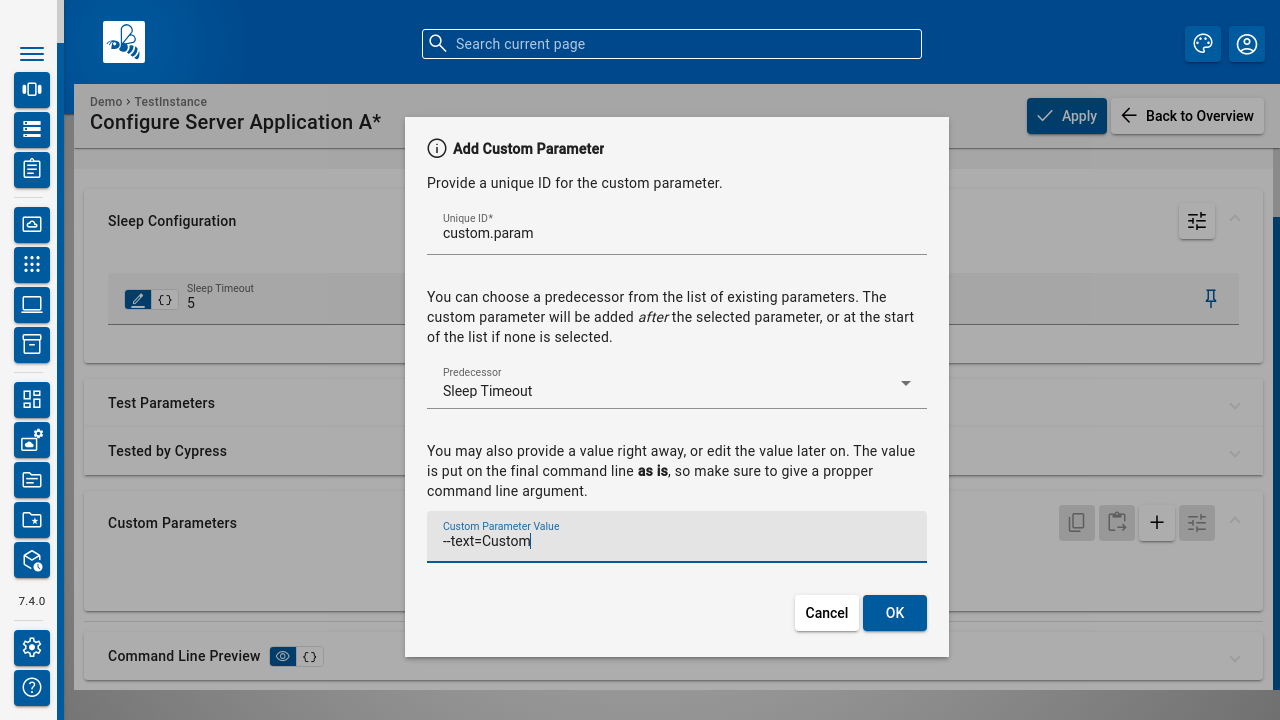 Search current page
Demo › TestInstance
Configure Server Application A*
Apply
Back to Overview
Add Custom Parameter
Provide a unique ID for the custom parameter.
Unique ID*
custom.param
Sleep Configuration
Sleep Timeout
5
You can choose a predecessor from the list of existing parameters. The
custom parameter will be added after the selected parameter, or at the start
of the list if none is selected.
Predecessor
Sleep Timeout
Test Parameters
Tested by Cypress
You may also provide a value right away, or edit the value later on. The value
is put on the final command line as is, so make sure to give a propper
command line argument.
Custom Parameter Value
--text=Custom
Custom Parameters
Cancel
OK
7.4.0
Command Line Preview